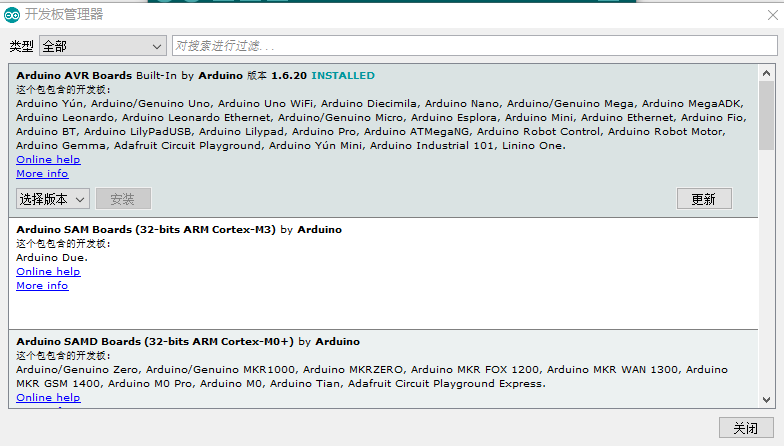 开发板管理器
类型 全部 对搜索进行过滤...
Arduino AVR Boards Built-In by Arduino 版本 1.6.20 INSTALLED
这个包包含的开发板:
Arduino Yún, Arduino/Genuino Uno, Arduino Uno WiFi, Arduino Diecimila, Arduino Nano, Arduino/Genuino Mega, Arduino MegaADK,
Arduino Leonardo, Arduino Leonardo Ethernet, Arduino/Genuino Micro, Arduino Esplora, Arduino Mini, Arduino Ethernet, Arduino Fio,
Arduino BT, Arduino LilyPadUSB, Arduino Lilypad, Arduino Pro, Arduino ATMegaNG, Arduino Robot Control, Arduino Robot Motor,
Arduino Gemma, Adafruit Circuit Playground, Arduino Yún Mini, Arduino Industrial 101, Linino One.
Online help
More info
选择版本 安装 更新
Arduino SAM Boards (32-bits ARM Cortex-M3) by Arduino
这个包包含的开发板:
Arduino Due.
Online help
More info
Arduino SAMD Boards (32-bits ARM Cortex-M0+) by Arduino
这个包包含的开发板:
Arduino/Genuino Zero, Arduino/Genuino MKR1000, Arduino MKRZERO, Arduino MKR FOX 1200, Arduino MKR WAN 1300, Arduino
MKR GSM 1400, Arduino M0 Pro, Arduino M0, Arduino Tian, Adafruit Circuit Playground Express.
Online help
关闭